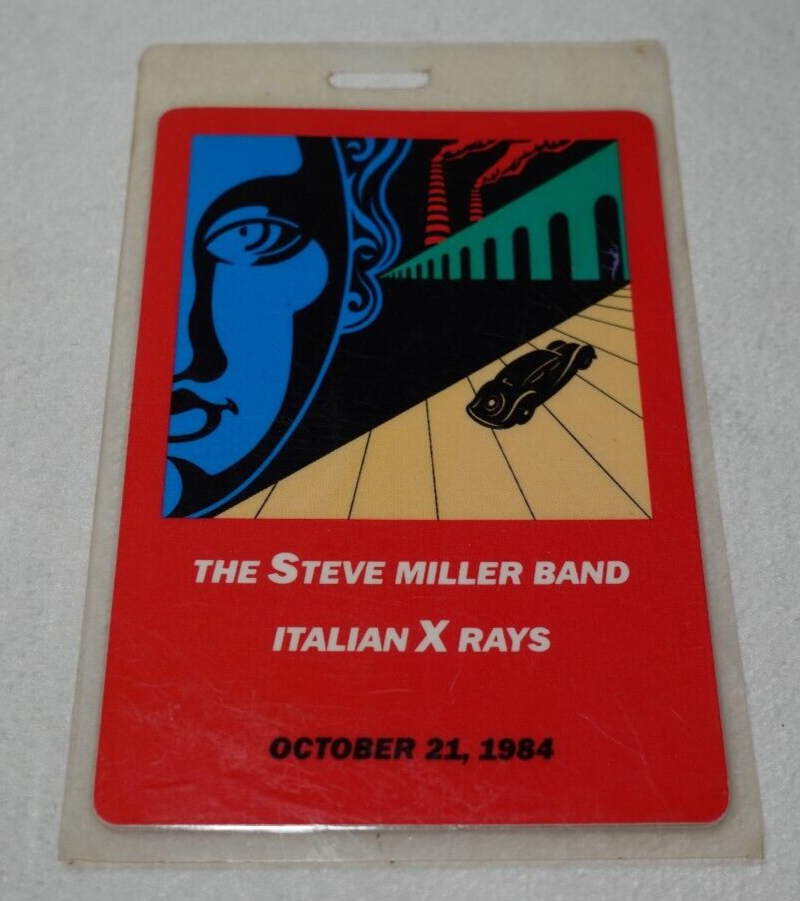 THE STEVE MILLER BAND
ITALIAN X RAYS
OCTOBER 21, 1984